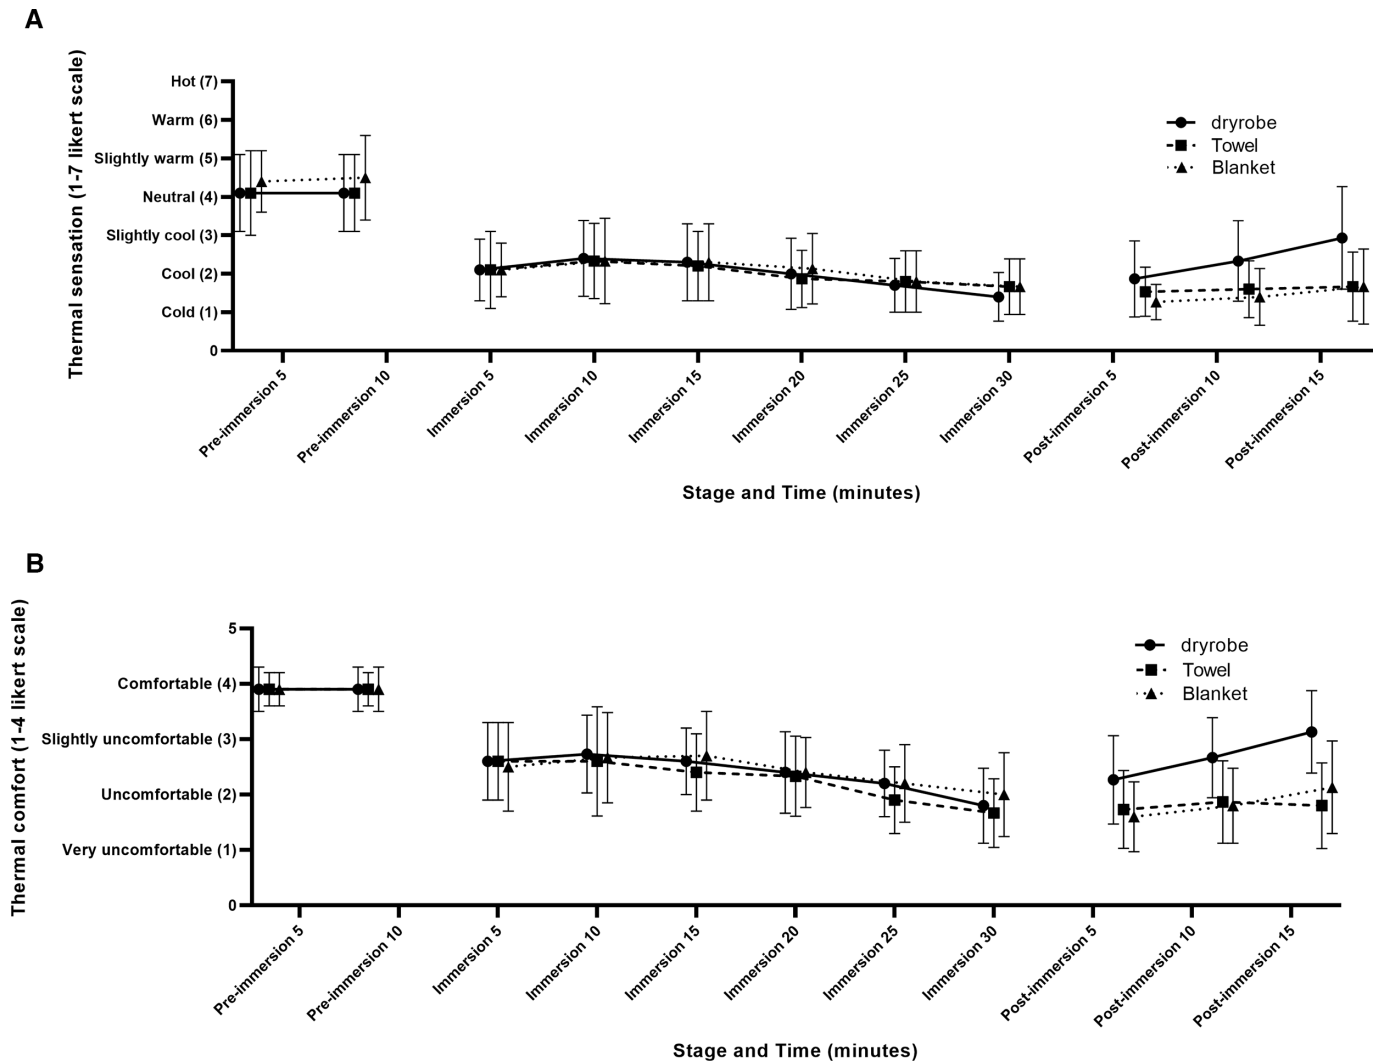 A
Thermal sensation (1-7 likert scale)
Hot (7)
Warm (6)
Slightly warm (5)
Neutral (4)
Slightly cool (3)
Cool (2)
Cold (1)
0
dryrobe
Towel
Blanket
Pre-immersion 5
Pre-immersion 10
Immersion 5
Immersion 10
Immersion 15
Immersion 20
Immersion 25
Immersion 30
Post-immersion 5
Post-immersion 10
Post-immersion 15
Stage and Time (minutes)
B
Thermal comfort (1-4 likert scale)
5
Comfortable (4)
Slightly uncomfortable (3)
Uncomfortable (2)
Very uncomfortable (1)
0
dryrobe
Towel
Blanket
Pre-immersion 5
Pre-immersion 10
Immersion 5
Immersion 10
Immersion 15
Immersion 20
Immersion 25
Immersion 30
Post-immersion 5
Post-immersion 10
Post-immersion 15
Stage and Time (minutes)